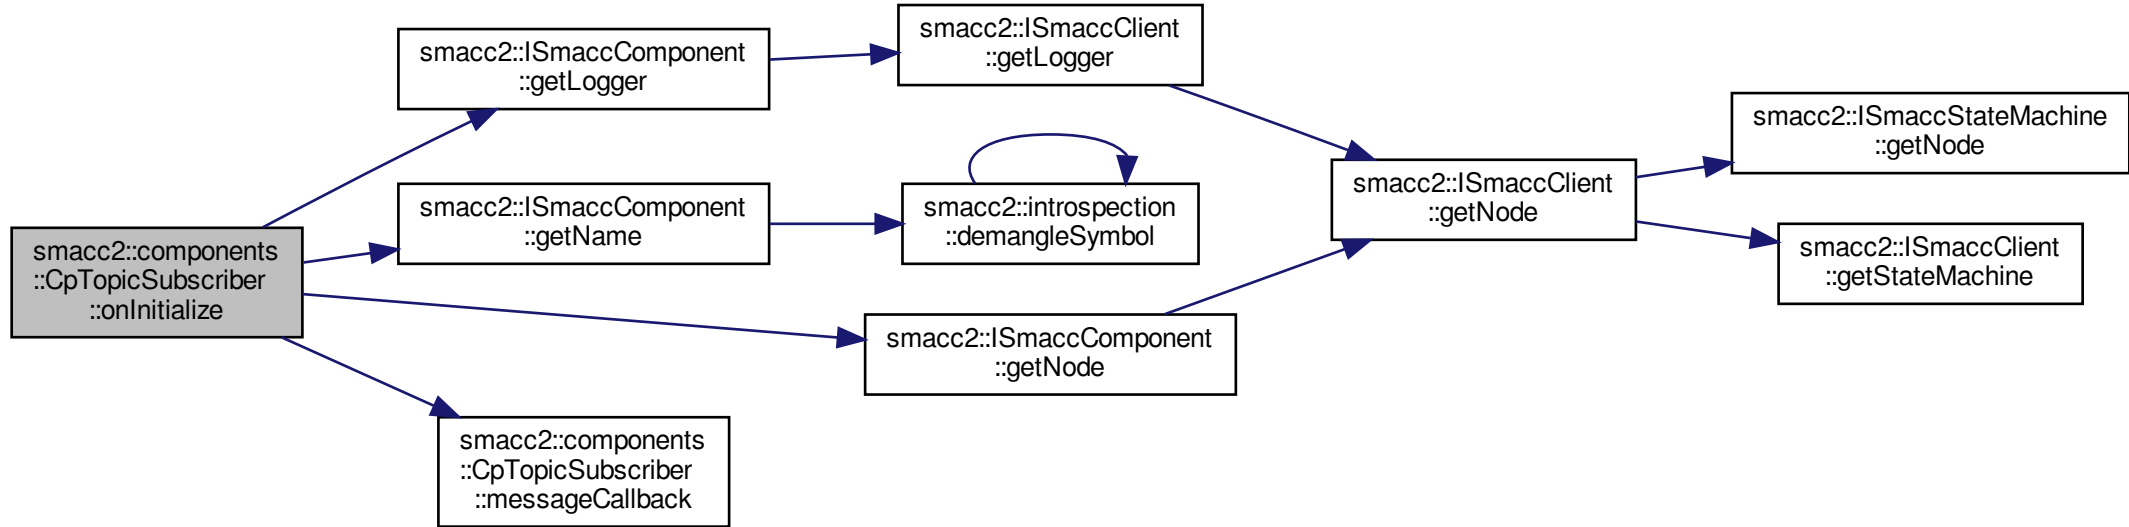 smacc2::components
::CpTopicSubscriber
::onInitialize
smacc2::ISmaccComponent
::getLogger
smacc2::ISmaccClient
::getLogger
smacc2::ISmaccComponent
::getName
smacc2::introspection
::demangleSymbol
smacc2::ISmaccComponent
::getNode
smacc2::components
::CpTopicSubscriber
::messageCallback
smacc2::ISmaccClient
::getNode
smacc2::ISmaccStateMachine
::getNode
smacc2::ISmaccClient
::getStateMachine